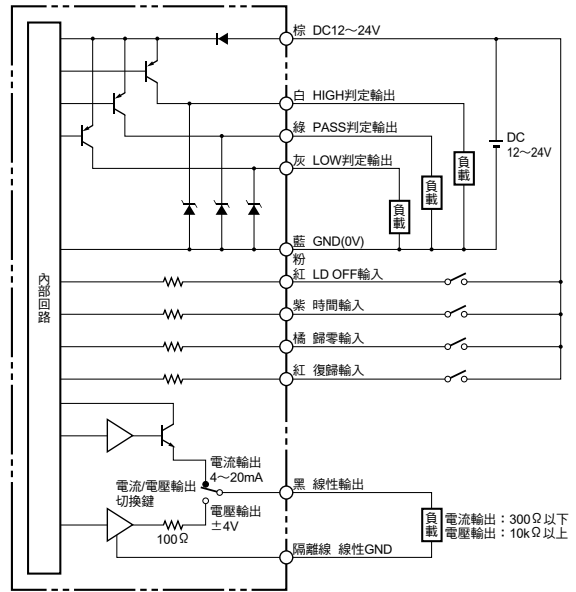 棕 DC12～24V
白 HIGH判定輸出
綠 PASS判定輸出
DC
12～24V
灰 LOW判定輸出
負載
負載
負載
藍 GND(0V)
粉
紅 LD OFF輸入
內部回路
紫 時間輸入
橘 歸零輸入
紅 復歸輸入
電流輸出
4～20mA
電流/電壓輸出
切換鍵
黑 線性輸出
電壓輸出
±4V
100Ω
負載
電流輸出：300Ω以下
電壓輸出：10kΩ以上
隔離線 線性GND